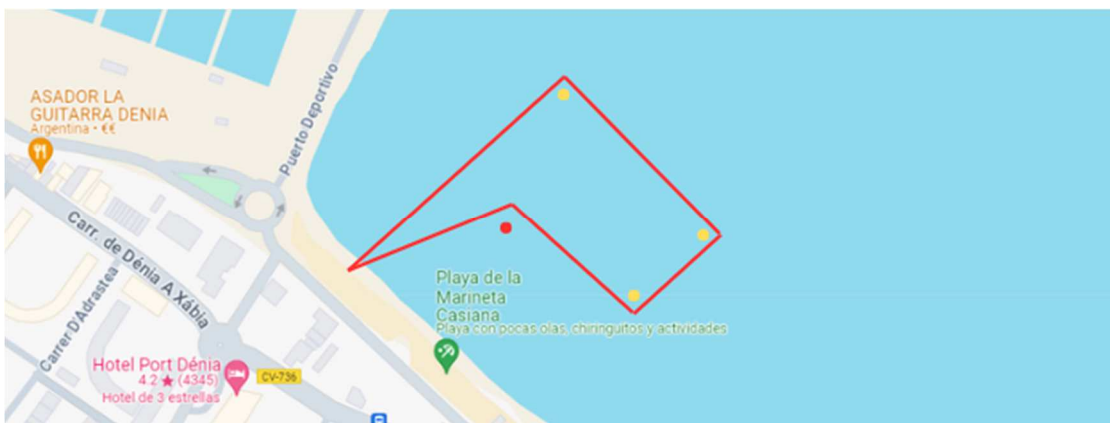 ASADOR LA
GUITARRA DENIA
Argentina • €€
Puerto Deportivo
Carr. de Dénia A Xàbia
Carrer D'Adrastea
Playa de la
Marineta
Casiana
Playa con pocas olas, chiringuitos y actividades
Hotel Port Dénia
4.2 ★ (4345)
Hotel de 3 estrellas
CV-736